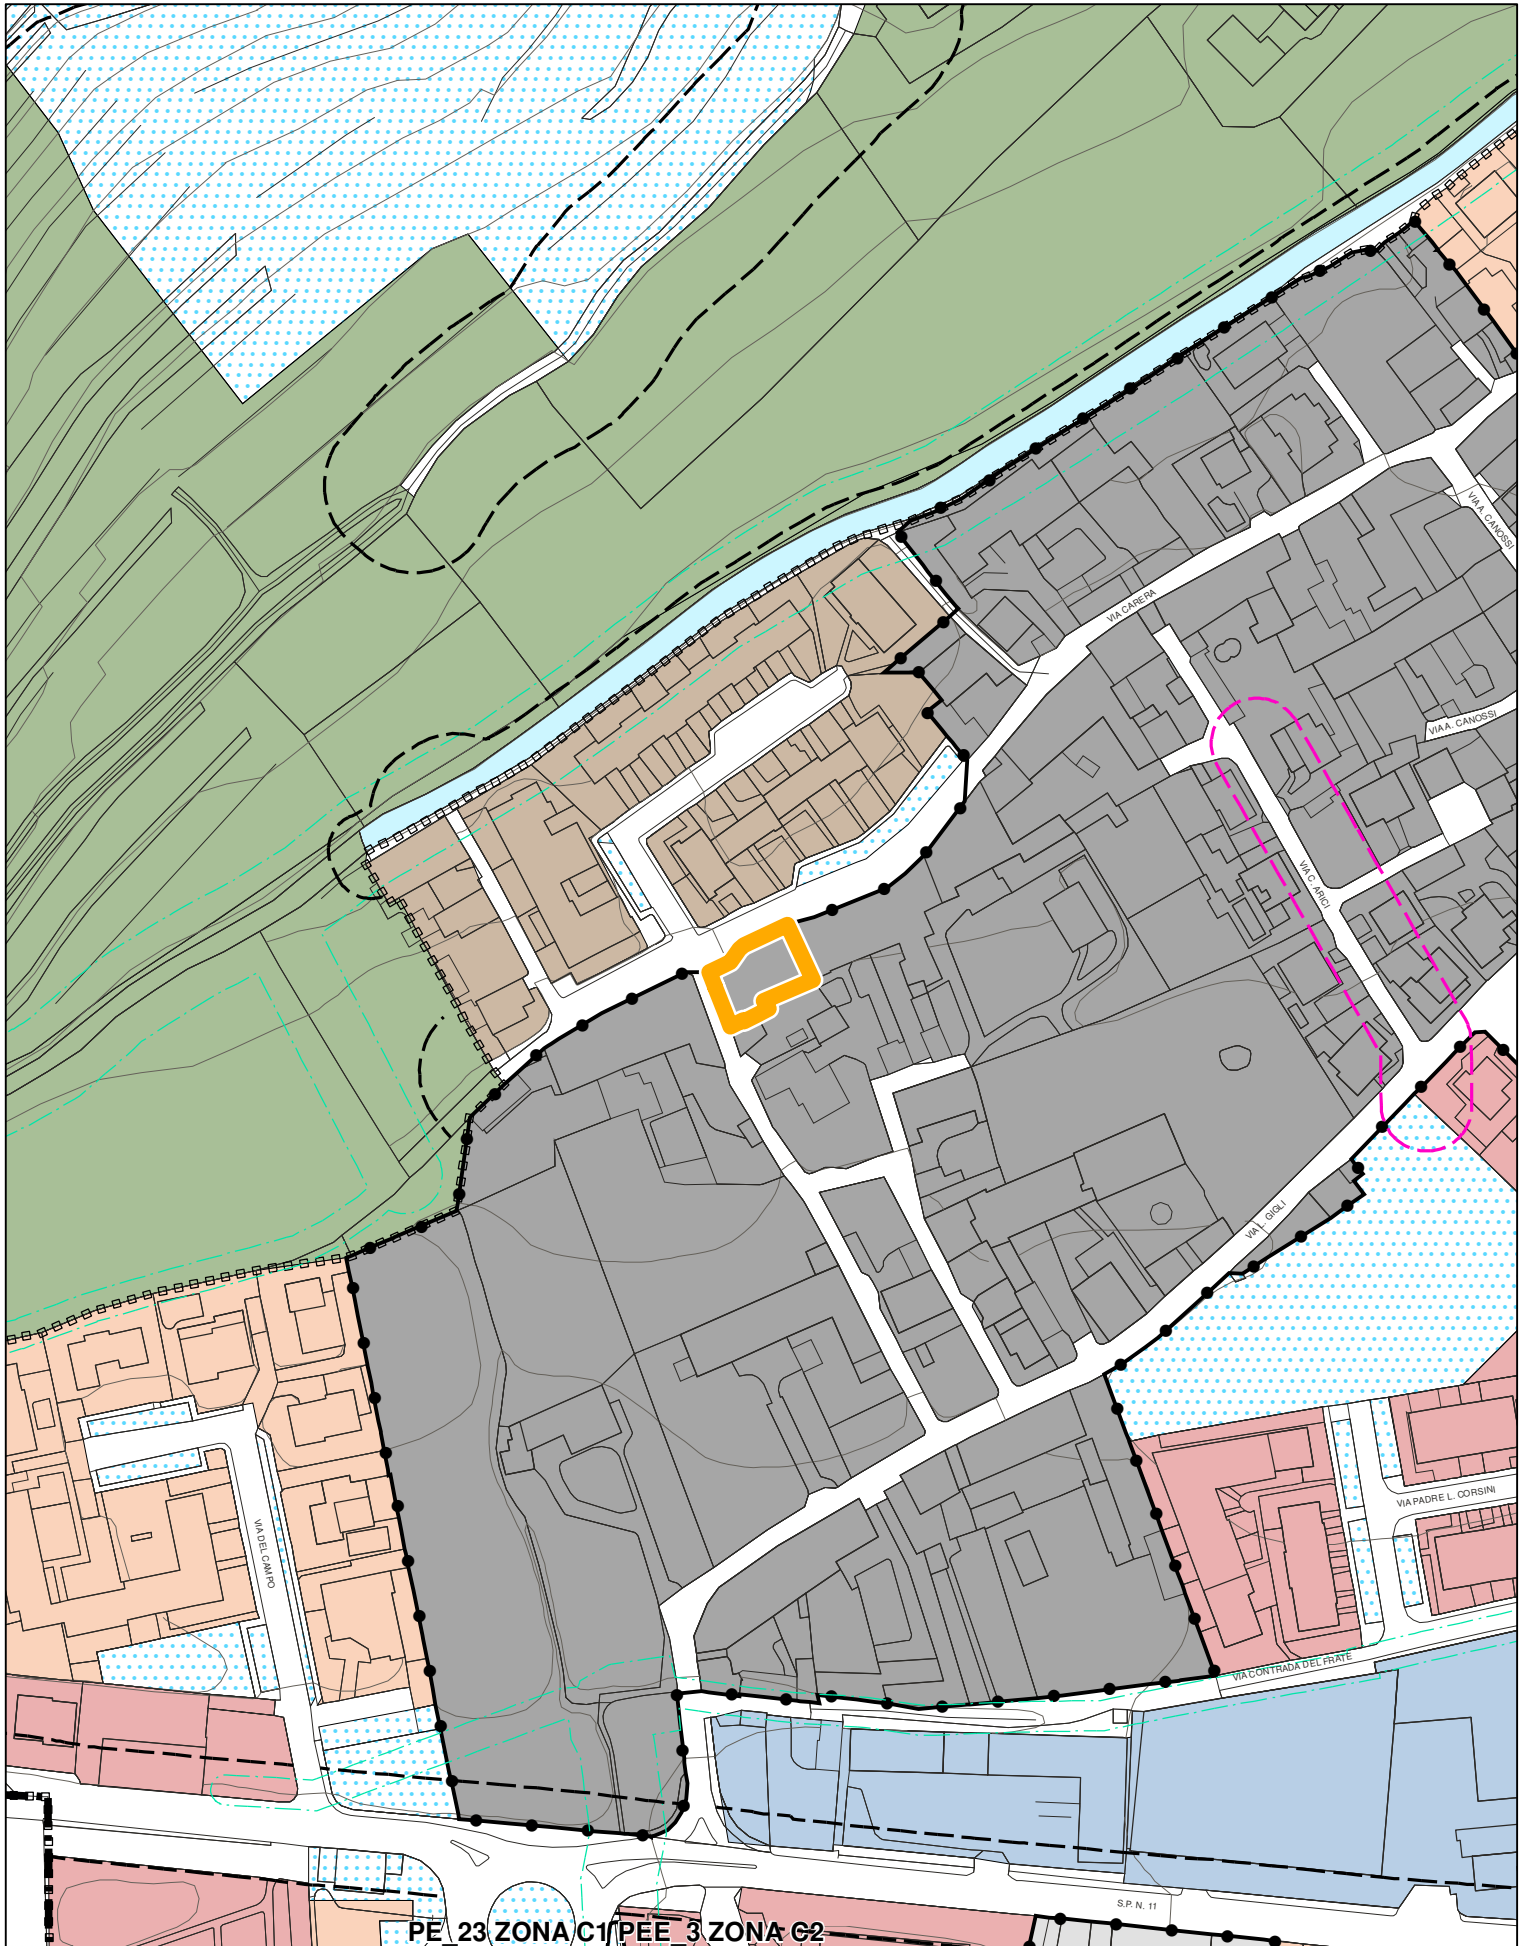 VIA A. CANOSSI
VIA CARERA
VIA A. CANOSSI
VIA C. ARICI
VIA L. GIGLI
VIA PADRE L. CORSINI
VIA DEL CAMPO
VIA CONTRADA DEL FRATE
S.P. N. 11
PE_23 ZONA C1/PEE_3 ZONA C2